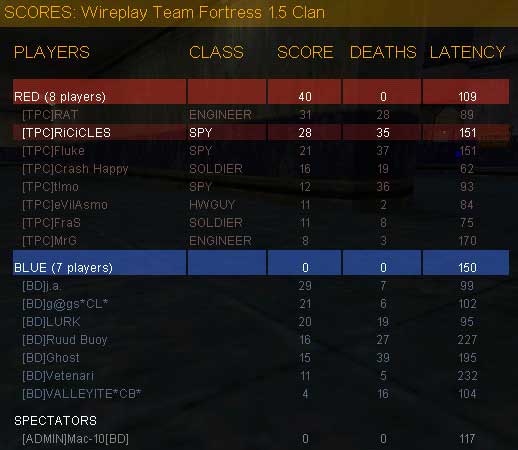 SCORES: Wireplay Team Fortress 1.5 Clan
PLAYERS CLASS SCORE DEATHS LATENCY
RED (8 players) 40 0 109
[TPC]RAT ENGINEER 31 28 89
[TPC]RiCiCLES SPY 28 35 151
[TPC]Fluke SPY 21 37 151
[TPC]Crash Happy SOLDIER 16 19 62
[TPC]t!mo SPY 12 36 93
[TPC]eVilAsmo HWGUY 11 2 84
[TPC]FraS SOLDIER 11 8 75
[TPC]MrG ENGINEER 8 3 170
BLUE (7 players) 0 0 150
[BD]j.a. 29 7 99
[BD]g@gs*CL* 21 6 102
[BD]LURK 20 19 95
[BD]Ruud Buoy 16 27 227
[BD]Ghost 15 39 195
[BD]Vetenari 11 5 232
[BD]VALLEYITE*CB* 4 16 104
SPECTATORS
[ADMIN]Mac-10[BD] 0 0 117